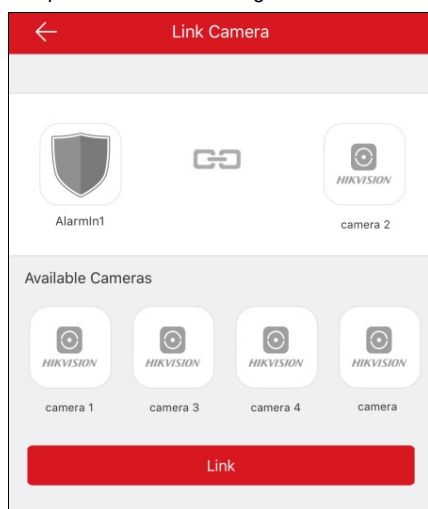 Link Camera
HIKVISION
AlarmIn1
camera 2
Available Cameras
HIKVISION HIKVISION HIKVISION HIKVISION
camera 1 camera 3 camera 4 camera
Link